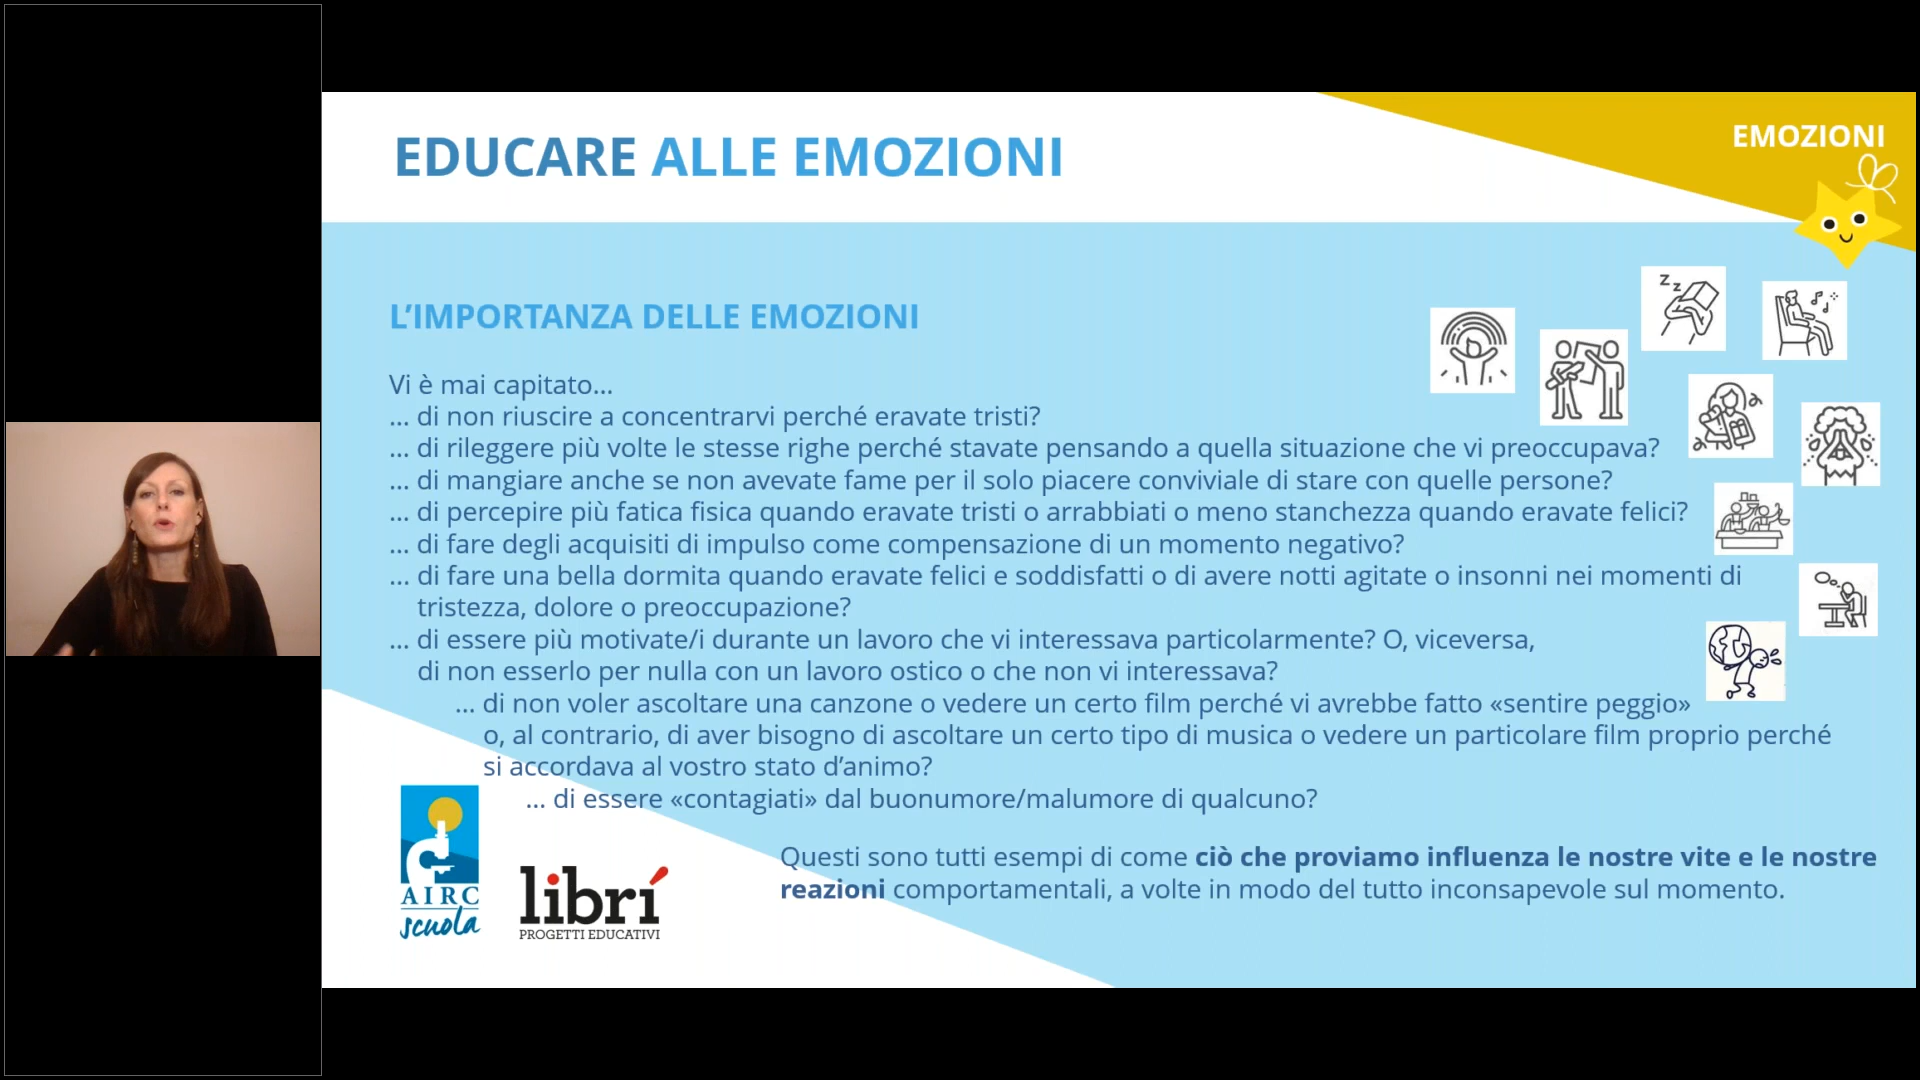 EDUCARE ALLE EMOZIONI
EMOZIONI
L'IMPORTANZA DELLE EMOZIONI
Vi è mai capitato...
... di non riuscire a concentrarvi perché eravate tristi?
... di rileggere più volte le stesse righe perché stavate pensando a quella situazione che vi preoccupava?
... di mangiare anche se non avevate fame per il solo piacere conviviale di stare con quelle persone?
... di percepire più fatica fisica quando eravate tristi o arrabbiati o meno stanchezza quando eravate felici?
... di fare degli acquisiti di impulso come compensazione di un momento negativo?
... di fare una bella dormita quando eravate felici e soddisfatti o di avere notti agitate o insonni nei momenti di
tristezza, dolore o preoccupazione?
... di essere più motivate/i durante un lavoro che vi interessava particolarmente? O, viceversa,
di non esserlo per nulla con un lavoro ostico o che non vi interessava?
... di non voler ascoltare una canzone o vedere un certo film perché vi avrebbe fatto «sentire peggio»
o, al contrario, di aver bisogno di ascoltare un certo tipo di musica o vedere un particolare film proprio perché
si accordava al vostro stato d'animo?
... di essere «contagiati» dal buonumore/malumore di qualcuno?
Questi sono tutti esempi di come ciò che proviamo influenza le nostre vite e le nostre
reazioni comportamentali, a volte in modo del tutto inconsapevole sul momento.
AIRC
scuola
librí
PROGETTI EDUCATIVI
z z